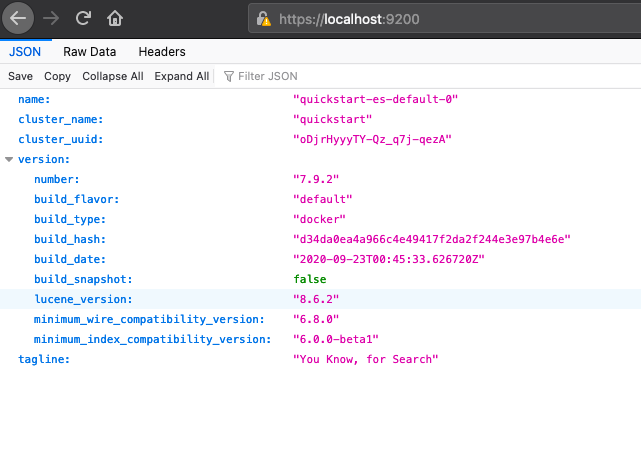 https://localhost:9200
JSON Raw Data Headers
Save Copy Collapse All Expand All Filter JSON
name: "quickstart-es-default-0"
cluster_name: "quickstart"
cluster_uuid: "oDjrHyyyTY-Qz_q7j-qezA"
version:
number: "7.9.2"
build_flavor: "default"
build_type: "docker"
build_hash: "d34da0ea4a966c4e49417f2da2f244e3e97b4e6e"
build_date: "2020-09-23T00:45:33.626720Z"
build_snapshot: false
lucene_version: "8.6.2"
minimum_wire_compatibility_version: "6.8.0"
minimum_index_compatibility_version: "6.0.0-beta1"
tagline: "You Know, for Search"